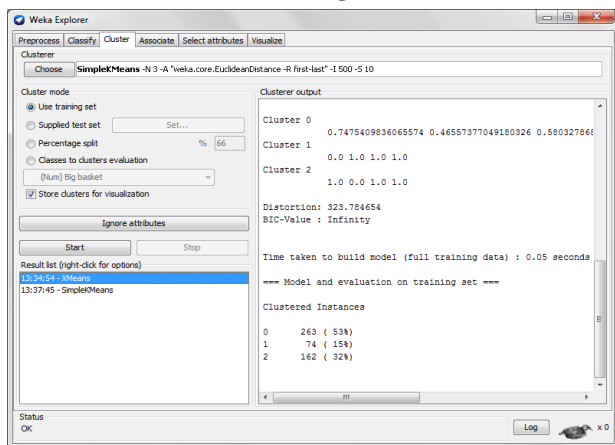 Weka Explorer
Preprocess Classify Cluster Associate Select attributes Visualize
Clusterer
Choose SimpleKMeans -N 3 -A "weka.core.EuclideanDistance -R first-last" -I 500 -S 10
Cluster mode
Use training set
Supplied test set Set...
Percentage split % 66
Classes to clusters evaluation
(Num) Big basket
Store clusters for visualization
Ignore attributes
Start Stop
Result list (right-click for options)
13:34:54 - XMeans
13:37:45 - SimpleKMeans
Clusterer output
Cluster 0
0.7475409836065574 0.46557377049180326 0.580327868
Cluster 1
0.0 1.0 1.0 1.0
Cluster 2
1.0 0.0 1.0 1.0
Distortion: 323.784654
BIC-Value : Infinity
Time taken to build model (full training data) : 0.05 seconds
=== Model and evaluation on training set ===
Clustered Instances
0 263 ( 53%)
1 74 ( 15%)
2 162 ( 32%)
Status
OK
Log x 0